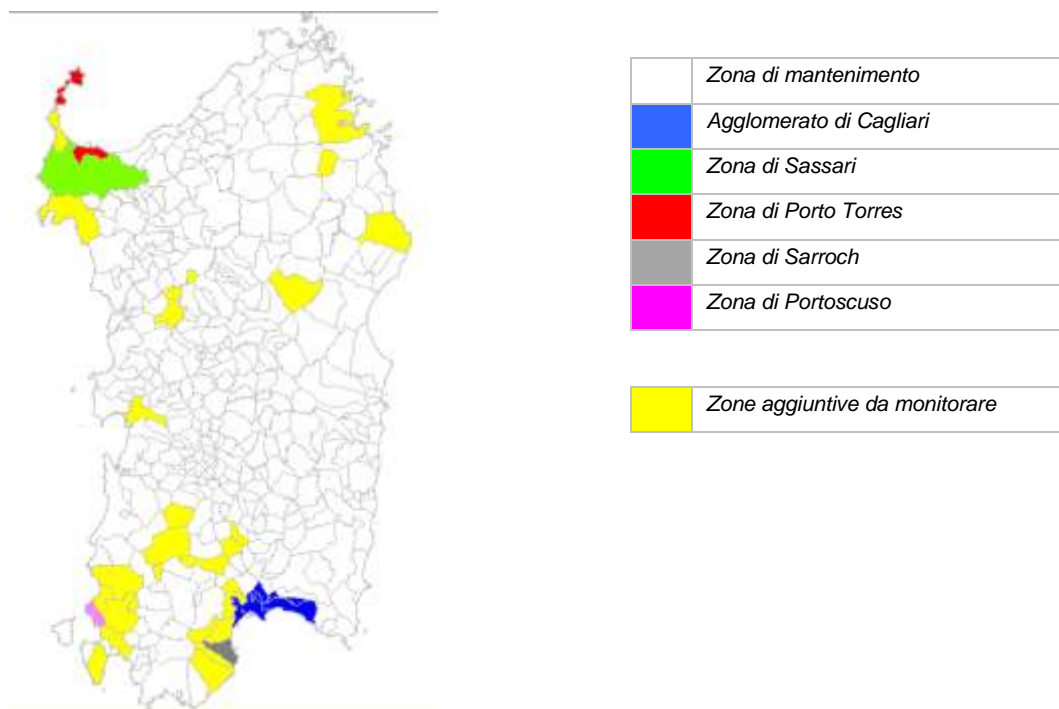 Zona di mantenimento
Agglomerato di Cagliari
Zona di Sassari
Zona di Porto Torres
Zona di Sarroch
Zona di Portoscuso
Zone aggiuntive da monitorare